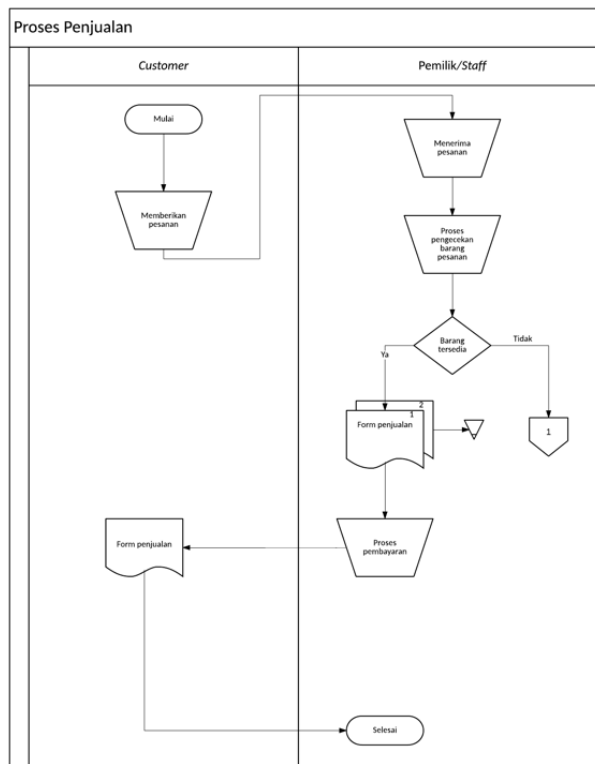 Proses Penjualan
Customer
Pemilik/Staff
Mulai
Menerima
pesanan
Memberikan
pesanan
Proses
pengecekan
barang
pesanan
Barang
tersedia
Tidak
Ya
2
1
Form penjualan
1
Form penjualan
Proses
pembayaran
Selesai